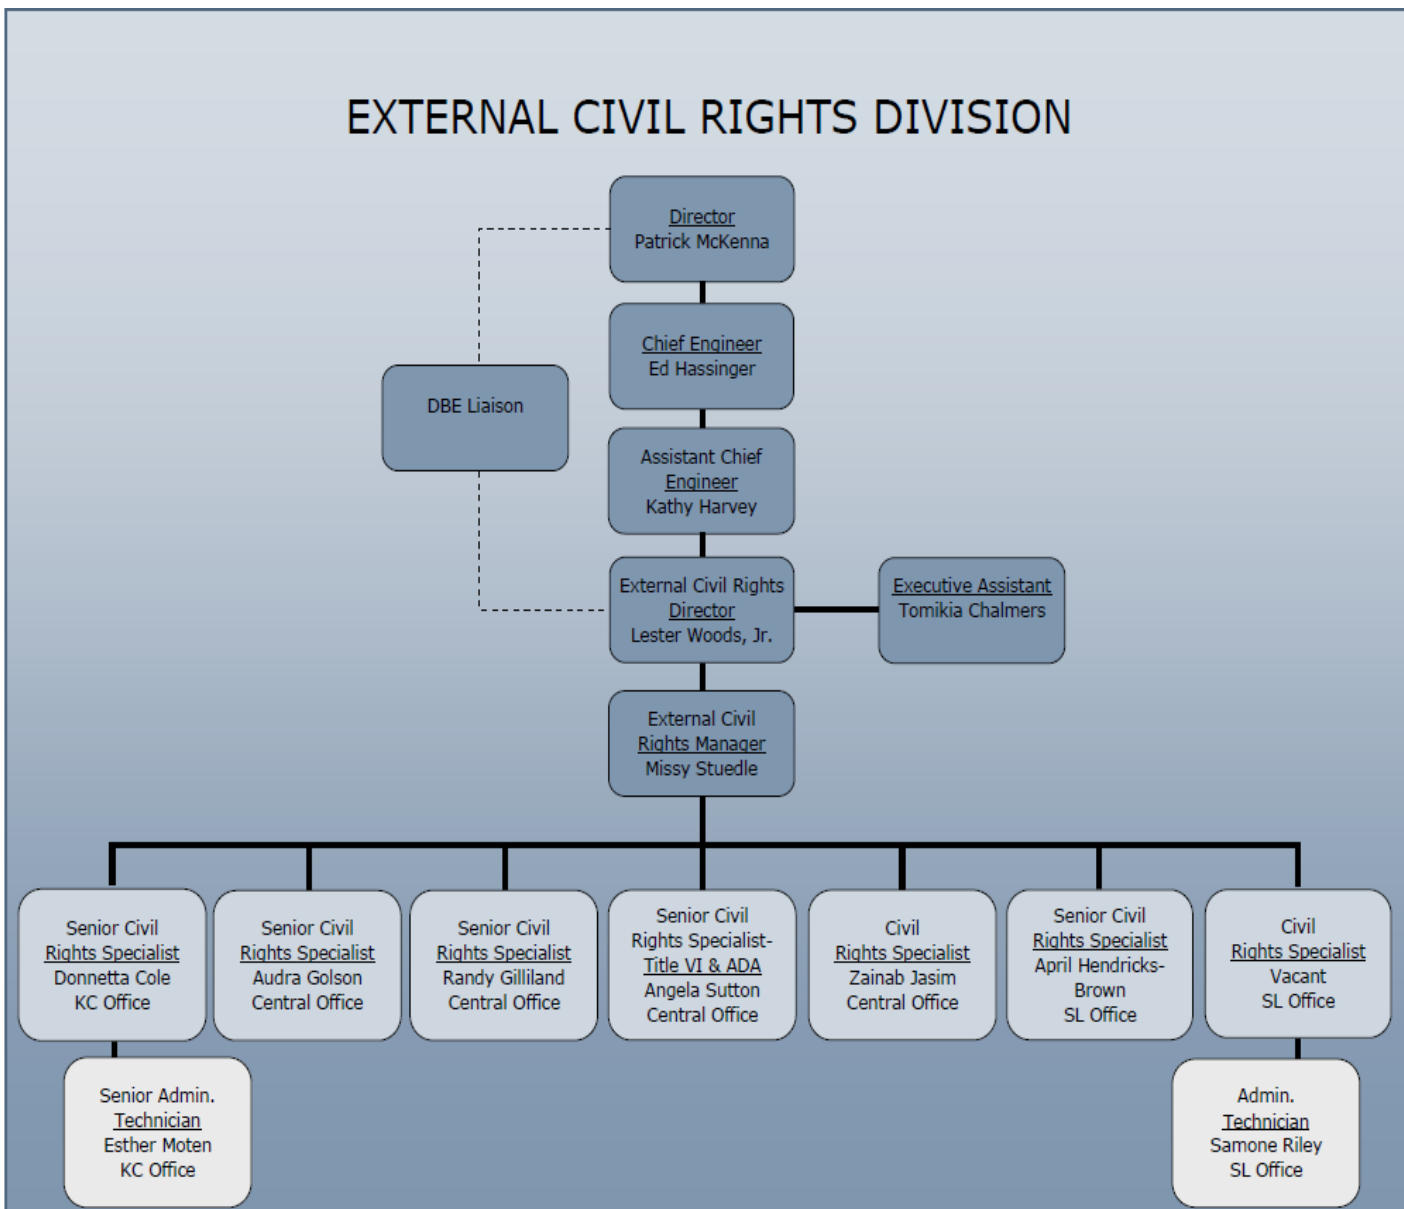 EXTERNAL CIVIL RIGHTS DIVISION
Director
Patrick McKenna
Chief Engineer
Ed Hassinger
DBE Liaison
Assistant Chief
Engineer
Kathy Harvey
External Civil Rights
Director
Lester Woods, Jr.
Executive Assistant
Tomikia Chalmers
External Civil
Rights Manager
Missy Stuedle
Senior Civil
Rights Specialist
Donnetta Cole
KC Office
Senior Civil
Rights Specialist
Audra Golson
Central Office
Senior Civil
Rights Specialist
Randy Gilliland
Central Office
Senior Civil
Rights Specialist-
Title VI & ADA
Angela Sutton
Central Office
Civil
Rights Specialist
Zainab Jasim
Central Office
Senior Civil
Rights Specialist
April Hendricks-
Brown
SL Office
Civil
Rights Specialist
Vacant
SL Office
Senior Admin.
Technician
Esther Moten
KC Office
Admin.
Technician
Samone Riley
SL Office